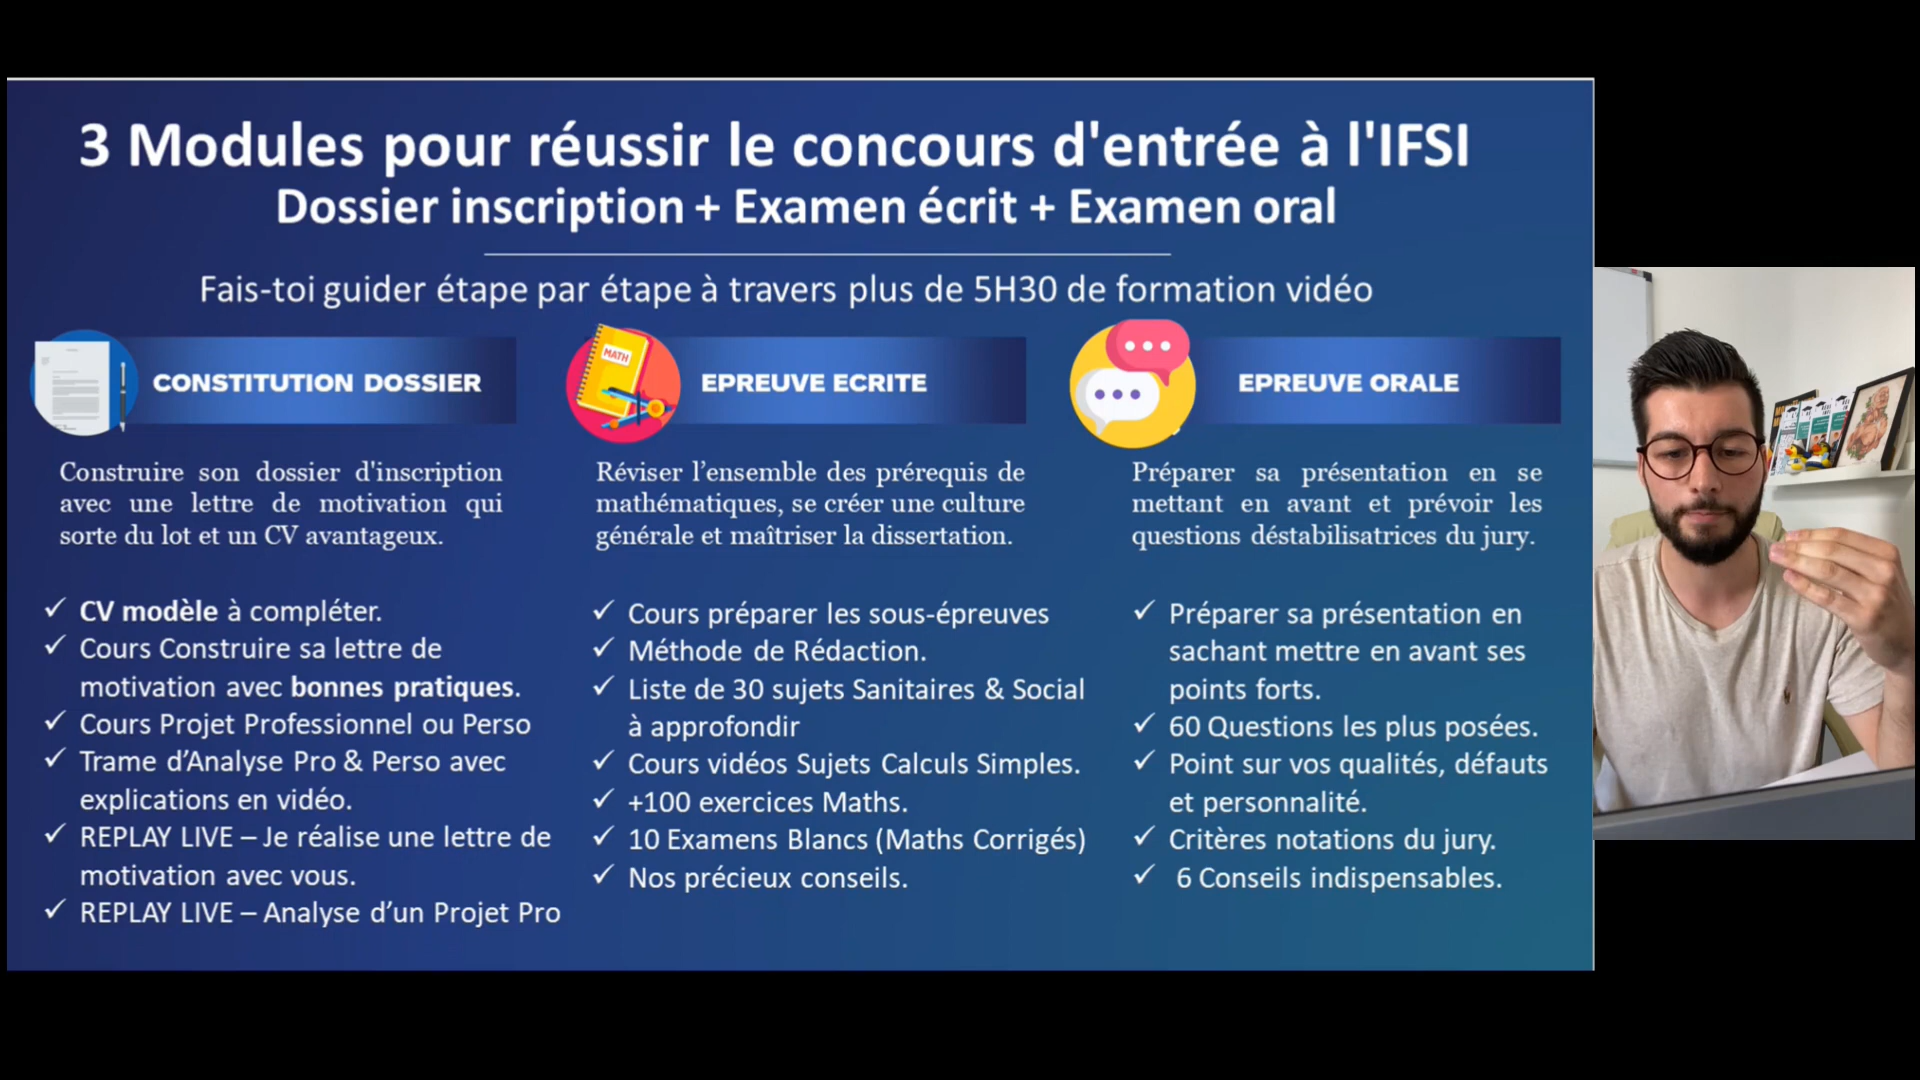 3 Modules pour réussir le concours d'entrée à l'IFSI
Dossier inscription + Examen écrit + Examen oral
Fais-toi guider étape par étape à travers plus de 5H30 de formation vidéo
CONSTITUTION DOSSIER
Construire son dossier d'inscription
avec une lettre de motivation qui
sorte du lot et un CV avantageux.
✓ CV modèle à compléter.
✓ Cours Construire sa lettre de
motivation avec bonnes pratiques.
✓ Cours Projet Professionnel ou Perso
✓ Trame d’Analyse Pro & Perso avec
explications en vidéo.
✓ REPLAY LIVE – Je réalise une lettre de
motivation avec vous.
✓ REPLAY LIVE – Analyse d’un Projet Pro
MATH
EPREUVE ECRITE
Réviser l’ensemble des prérequis de
mathématiques, se créer une culture
générale et maîtriser la dissertation.
✓ Cours préparer les sous-épreuves
✓ Méthode de Rédaction.
✓ Liste de 30 sujets Sanitaires & Social
à approfondir
✓ Cours vidéos Sujets Calculs Simples.
✓ +100 exercices Maths.
✓ 10 Examens Blancs (Maths Corrigés)
✓ Nos précieux conseils.
EPREUVE ORALE
Préparer sa présentation en se
mettant en avant et prévoir les
questions déstabilisatrices du jury.
✓ Préparer sa présentation en
sachant mettre en avant ses
points forts.
✓ 60 Questions les plus posées.
✓ Point sur vos qualités, défauts
et personnalité.
✓ Critères notations du jury.
✓ 6 Conseils indispensables.